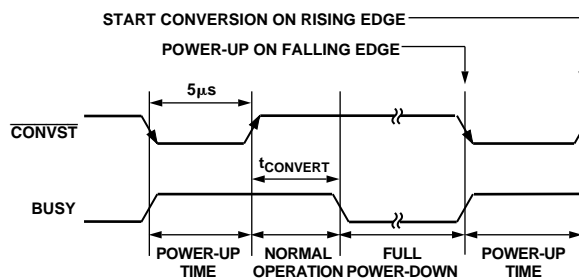 START CONVERSION ON RISING EDGE
POWER-UP ON FALLING EDGE
5μs
CONVST
tCONVERT
BUSY
POWER-UP TIME
NORMAL OPERATION
FULL POWER-DOWN
POWER-UP TIME